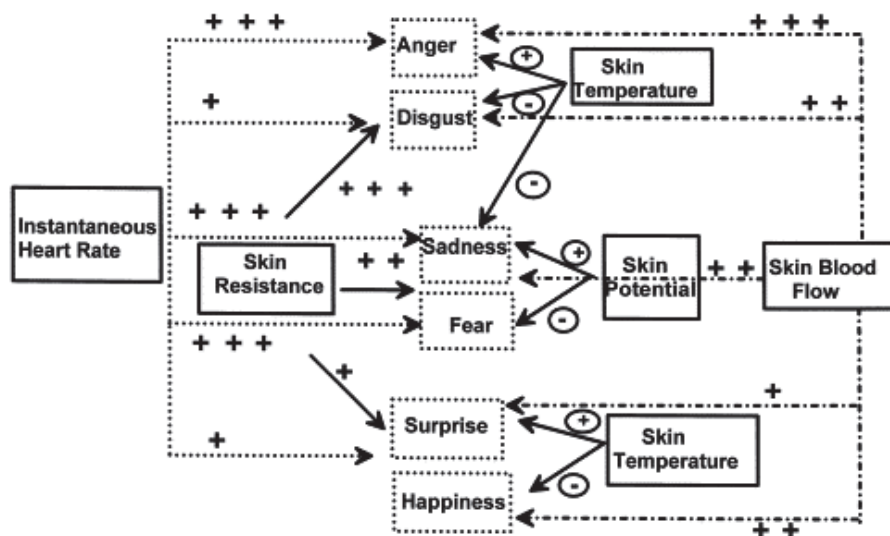 + + +
+ + +
Anger
+
Skin
Temperature
+
-
+ +
Disgust
+ + +
-
Instantaneous
Heart Rate
+ + +
Skin
Resistance
+ +
Sadness
+
Skin
Potential
+ +
Skin Blood
Flow
Fear
-
+ + +
+
+
Surprise
+
Skin
Temperature
+
Happiness
-
+ +